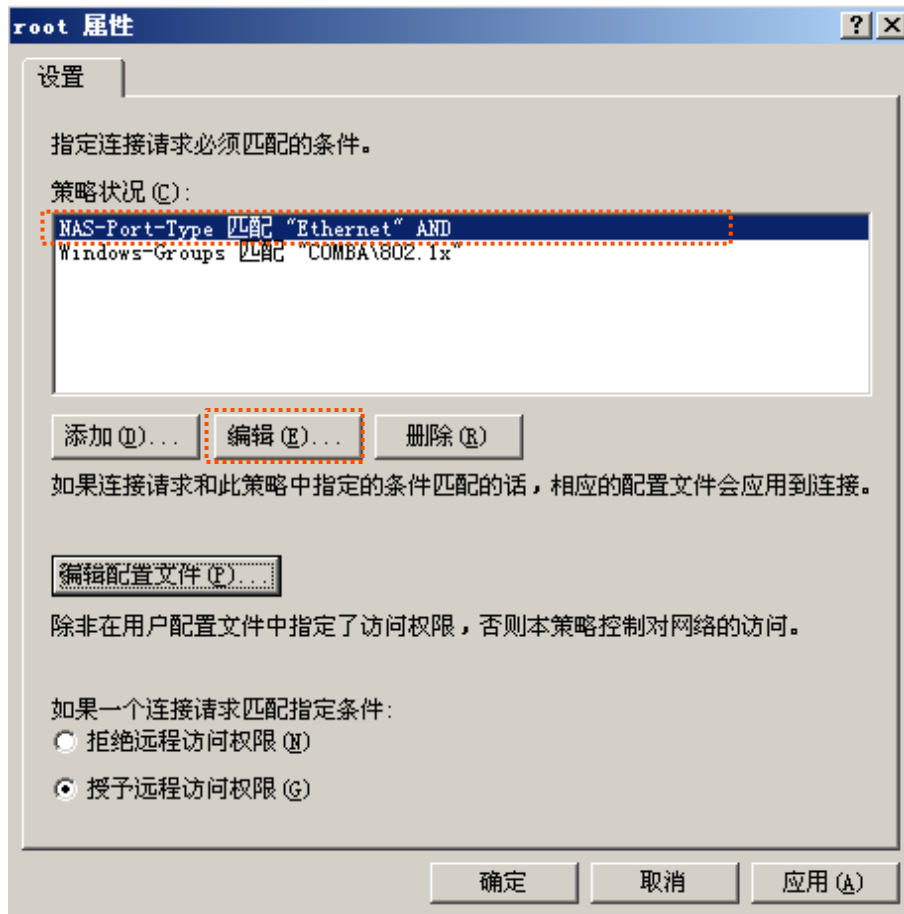 root 属性
设置
指定连接请求必须匹配的条件。
策略状况(C):
NAS-Port-Type 匹配 "Ethernet" AND
Windows-Groups 匹配 "COMBA\802.1x"
添加(D)... 编辑(E)... 删除(R)
如果连接请求和此策略中指定的条件匹配的话，相应的配置文件会应用到连接。
编辑配置文件(P)...
除非在用户配置文件中指定了访问权限，否则本策略控制对网络的访问。
如果一个连接请求匹配指定条件:
拒绝远程访问权限(N)
授予远程访问权限(G)
确定 取消 应用(A)